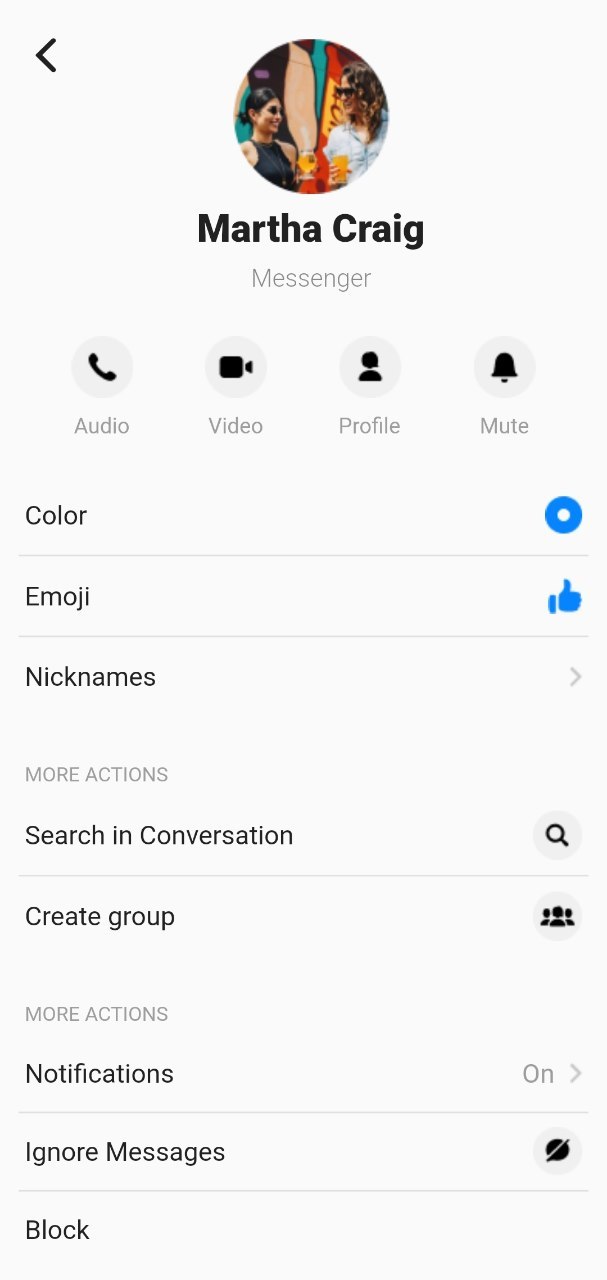 Martha Craig
Messenger
Audio Video Profile Mute
Color
Emoji
Nicknames
MORE ACTIONS
Search in Conversation
Create group
MORE ACTIONS
Notifications On
Ignore Messages
Block